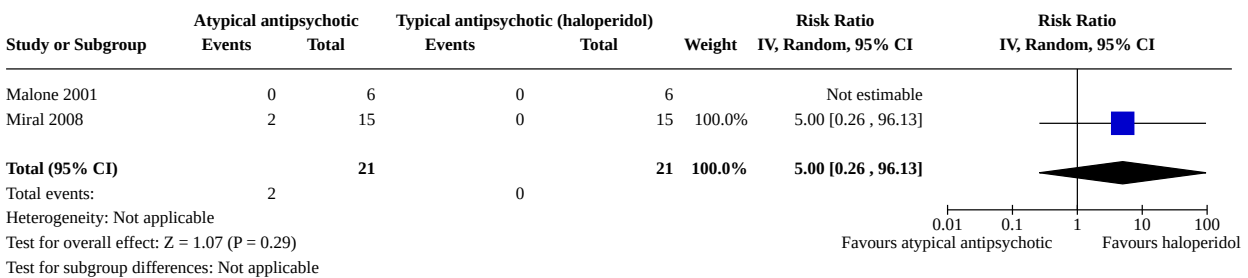 Atypical antipsychotic Typical antipsychotic (haloperidol) Risk Ratio Risk Ratio
Study or Subgroup Events Total Events Total Weight IV, Random, 95% CI IV, Random, 95% CI
Malone 2001 0 6 0 6 Not estimable
Miral 2008 2 15 0 15 100.0% 5.00 [0.26 , 96.13]
Total (95% CI) 21 21 100.0% 5.00 [0.26 , 96.13]
Total events: 2 0
Heterogeneity: Not applicable
0.01 0.1 1 10 100
Test for overall effect: Z = 1.07 (P = 0.29) Favours atypical antipsychotic Favours haloperidol
Test for subgroup differences: Not applicable